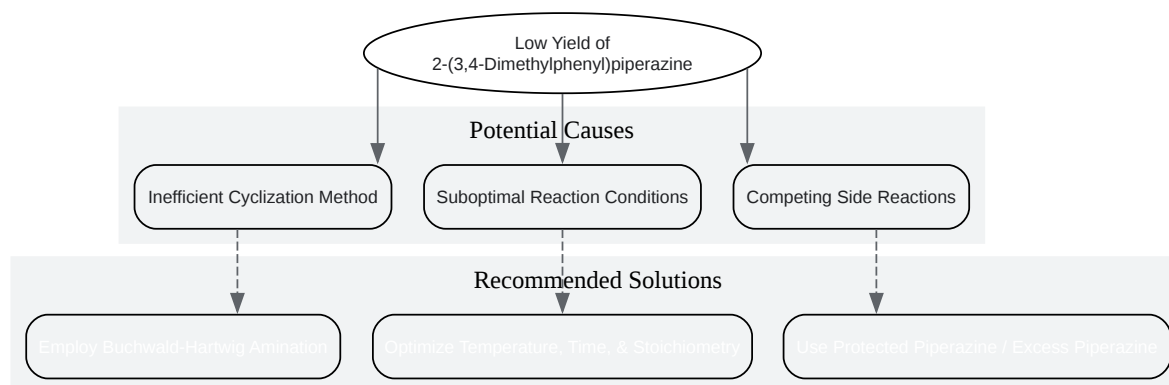 Low Yield of
2-(3,4-Dimethylphenyl)piperazine
Potential Causes
Inefficient Cyclization Method
Suboptimal Reaction Conditions
Competing Side Reactions
Recommended Solutions
Employ Buchwald-Hartwig Amination
Optimize Temperature, Time, & Stoichiometry
Use Protected Piperazine / Excess Piperazine